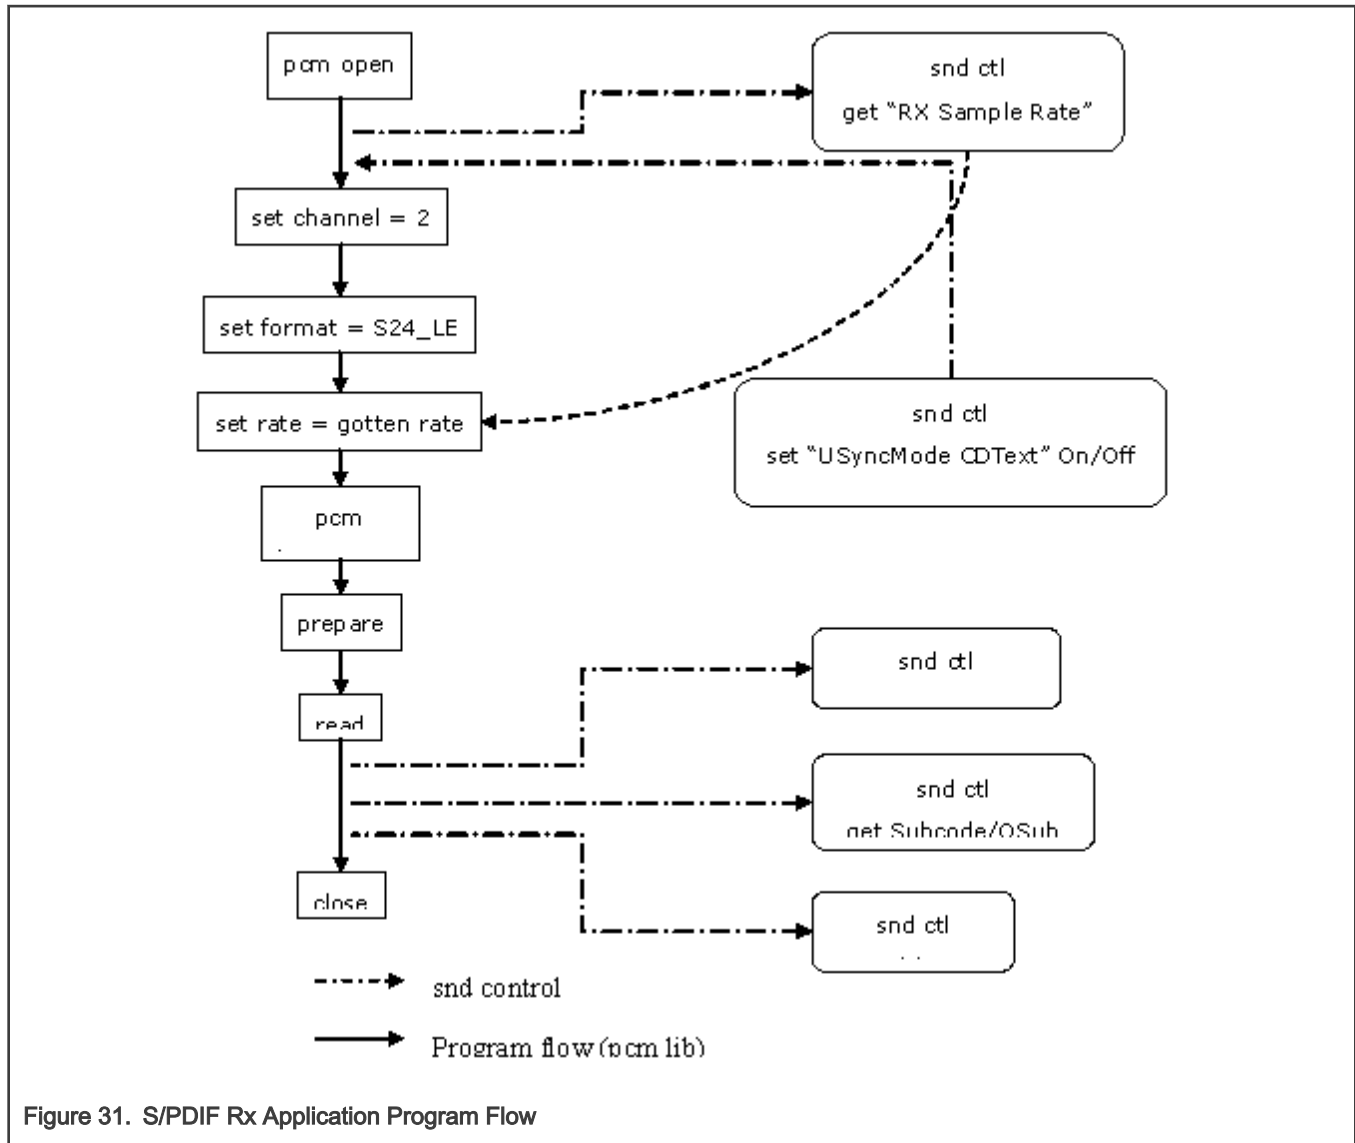 pcm open
snd ctl
get “RX Sample Rate”
set channel = 2
set format = S24_LE
set rate = gotten rate
snd ctl
set “USyncMode CDText” On/Off
pcm
prepare
snd ctl
read
snd ctl
get Subcode/QSub
close
snd ctl
snd control
Program flow (pcm lib)
Figure 31. S/PDIF Rx Application Program Flow